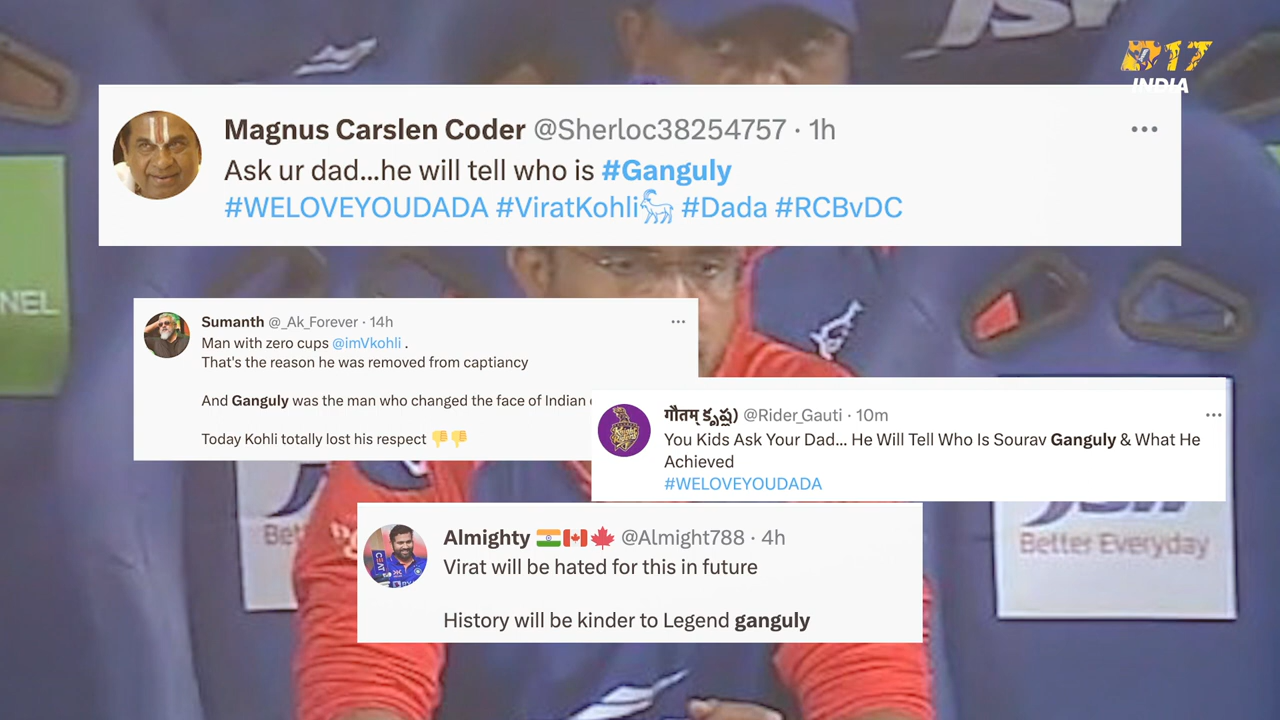 JSW
D17
INDIA
Magnus Carslen Coder @Sherloc38254757 · 1h
Ask ur dad...he will tell who is #Ganguly
#WELOVEYOUDADA #ViratKohli🐐 #Dada #RCBvDC
NEL
Sumanth @_Ak_Forever · 14h
Man with zero cups @imVkohli .
That's the reason he was removed from captiancy
And Ganguly was the man who changed the face of Indian
Today Kohli totally lost his respect 👎👎
गौतम् కృష్ణ) @Rider_Gauti · 10m
You Kids Ask Your Dad... He Will Tell Who Is Sourav Ganguly & What He
Achieved
#WELOVEYOUDADA
Almighty 🇮🇳🇨🇦🍁 @Almight788 · 4h
Virat will be hated for this in future
History will be kinder to Legend ganguly
JSW
Better Everyday